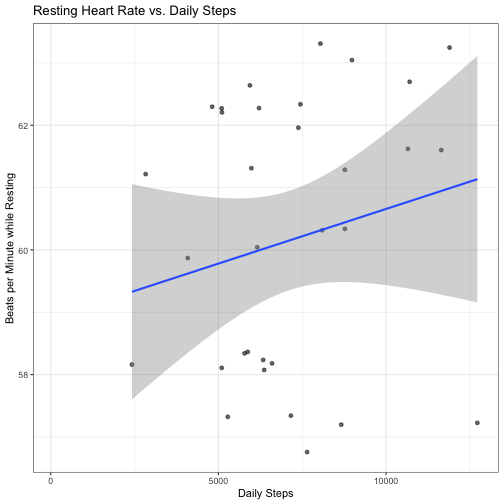 Resting Heart Rate vs. Daily Steps
Beats per Minute while Resting
62
60
58
0
5000
10000
Daily Steps